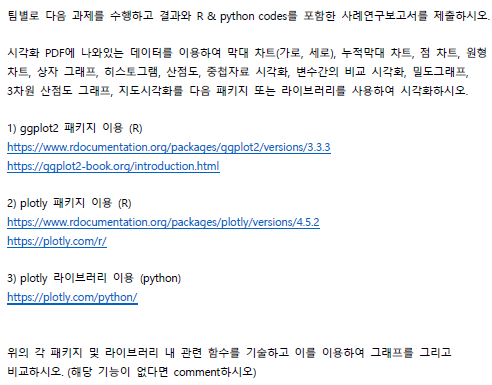 팀별로 다음 과제를 수행하고 결과와 R & python codes를 포함한 사례연구보고서를 제출하시오.
시각화 PDF에 나와있는 데이터를 이용하여 막대 차트(가로, 세로), 누적막대 차트, 점 차트, 원형
차트, 상자 그래프, 히스토그램, 산점도, 중첩자료 시각화, 변수간의 비교 시각화, 밀도그래프,
3차원 산점도 그래프, 지도시각화를 다음 패키지 또는 라이브러리를 사용하여 시각화하시오.
1) ggplot2 패키지 이용 (R)
https://www.rdocumentation.org/packages/ggplot2/versions/3.3.3
https://ggplot2-book.org/introduction.html
2) plotly 패키지 이용 (R)
https://www.rdocumentation.org/packages/plotly/versions/4.5.2
https://plotly.com/r/
3) plotly 라이브러리 이용 (python)
https://plotly.com/python/
위의 각 패키지 및 라이브러리 내 관련 함수를 기술하고 이를 이용하여 그래프를 그리고
비교하시오. (해당 기능이 없다면 comment하시오)